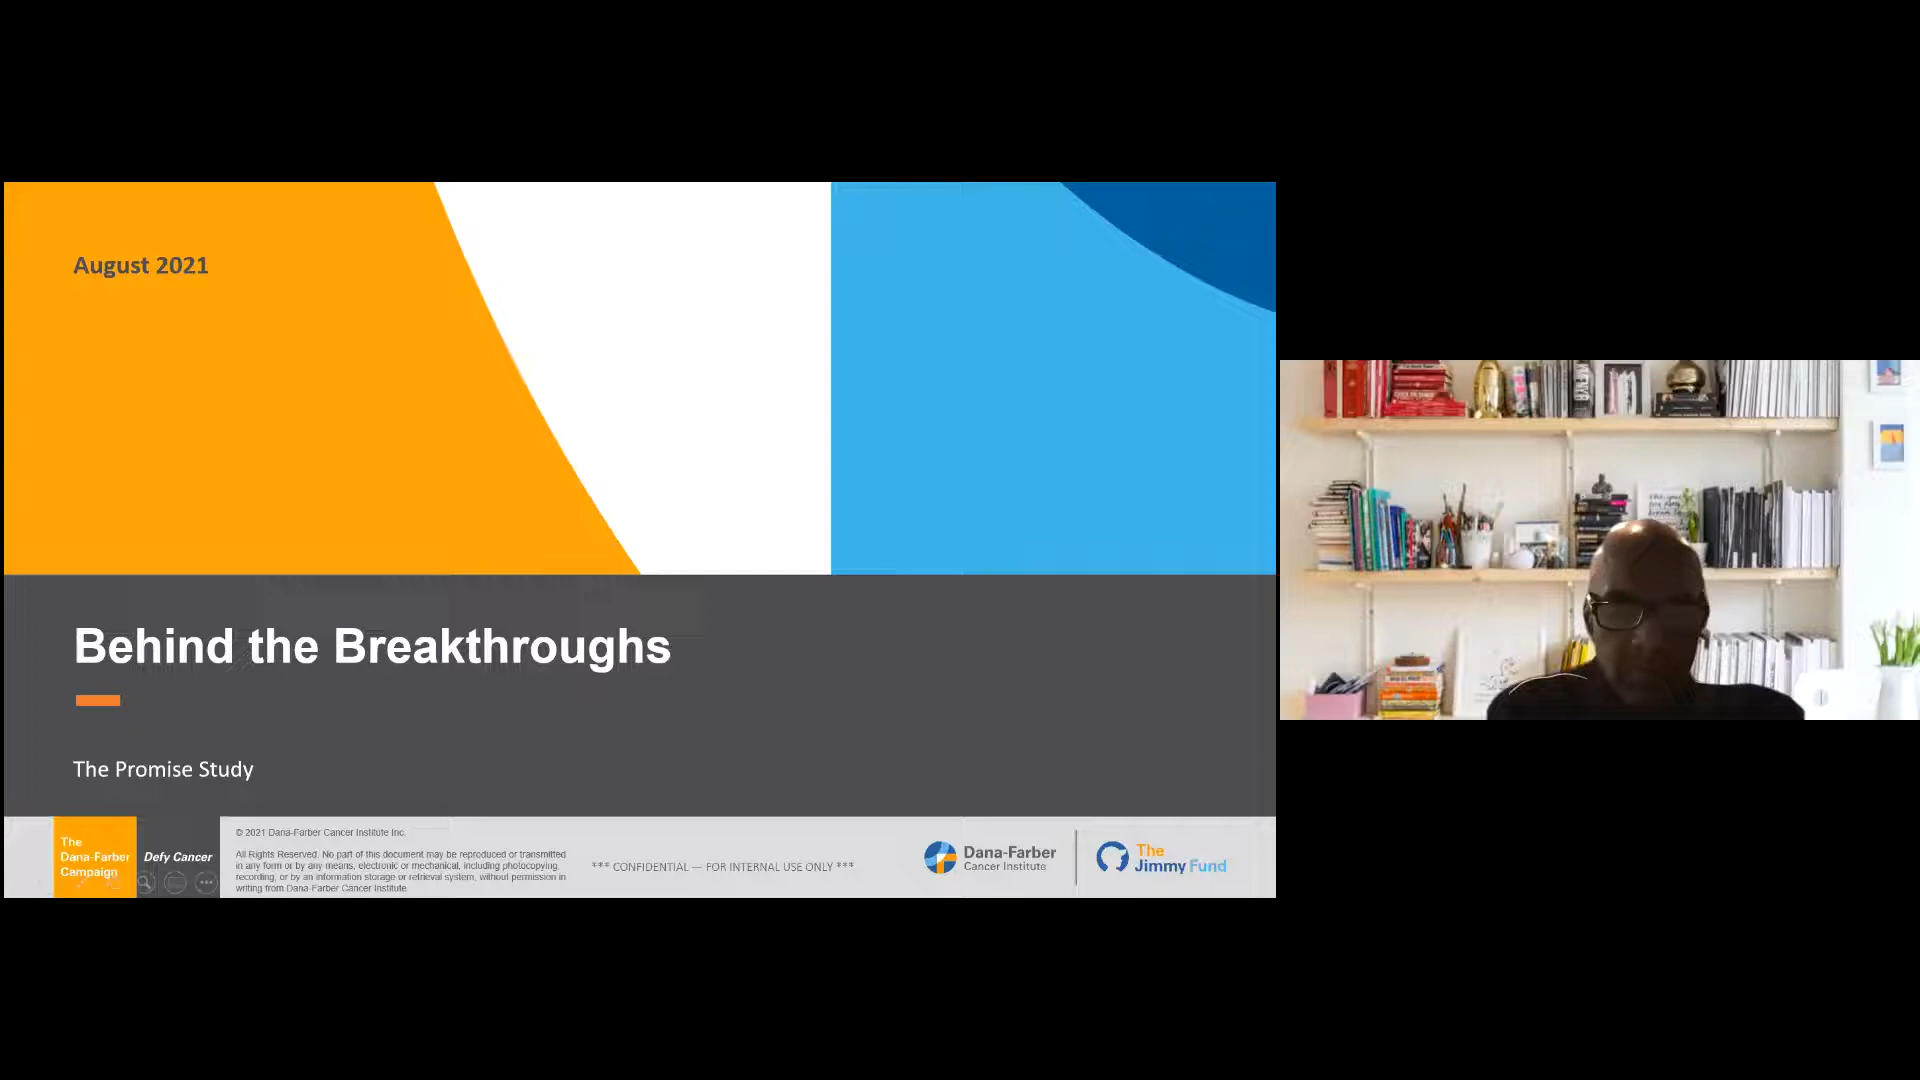 August 2021
Behind the Breakthroughs
The Promise Study
The
Dana-Farber
Campaign
Defy Cancer
© 2021 Dana-Farber Cancer Institute Inc.
All Rights Reserved. No part of this document may be reproduced or transmitted
in any form or by any means, electronic or mechanical, including photocopying,
recording, or by an information storage or retrieval system, without permission in
writing from Dana-Farber Cancer Institute.
*** CONFIDENTIAL — FOR INTERNAL USE ONLY ***
Dana-Farber
Cancer Institute
The
Jimmy Fund